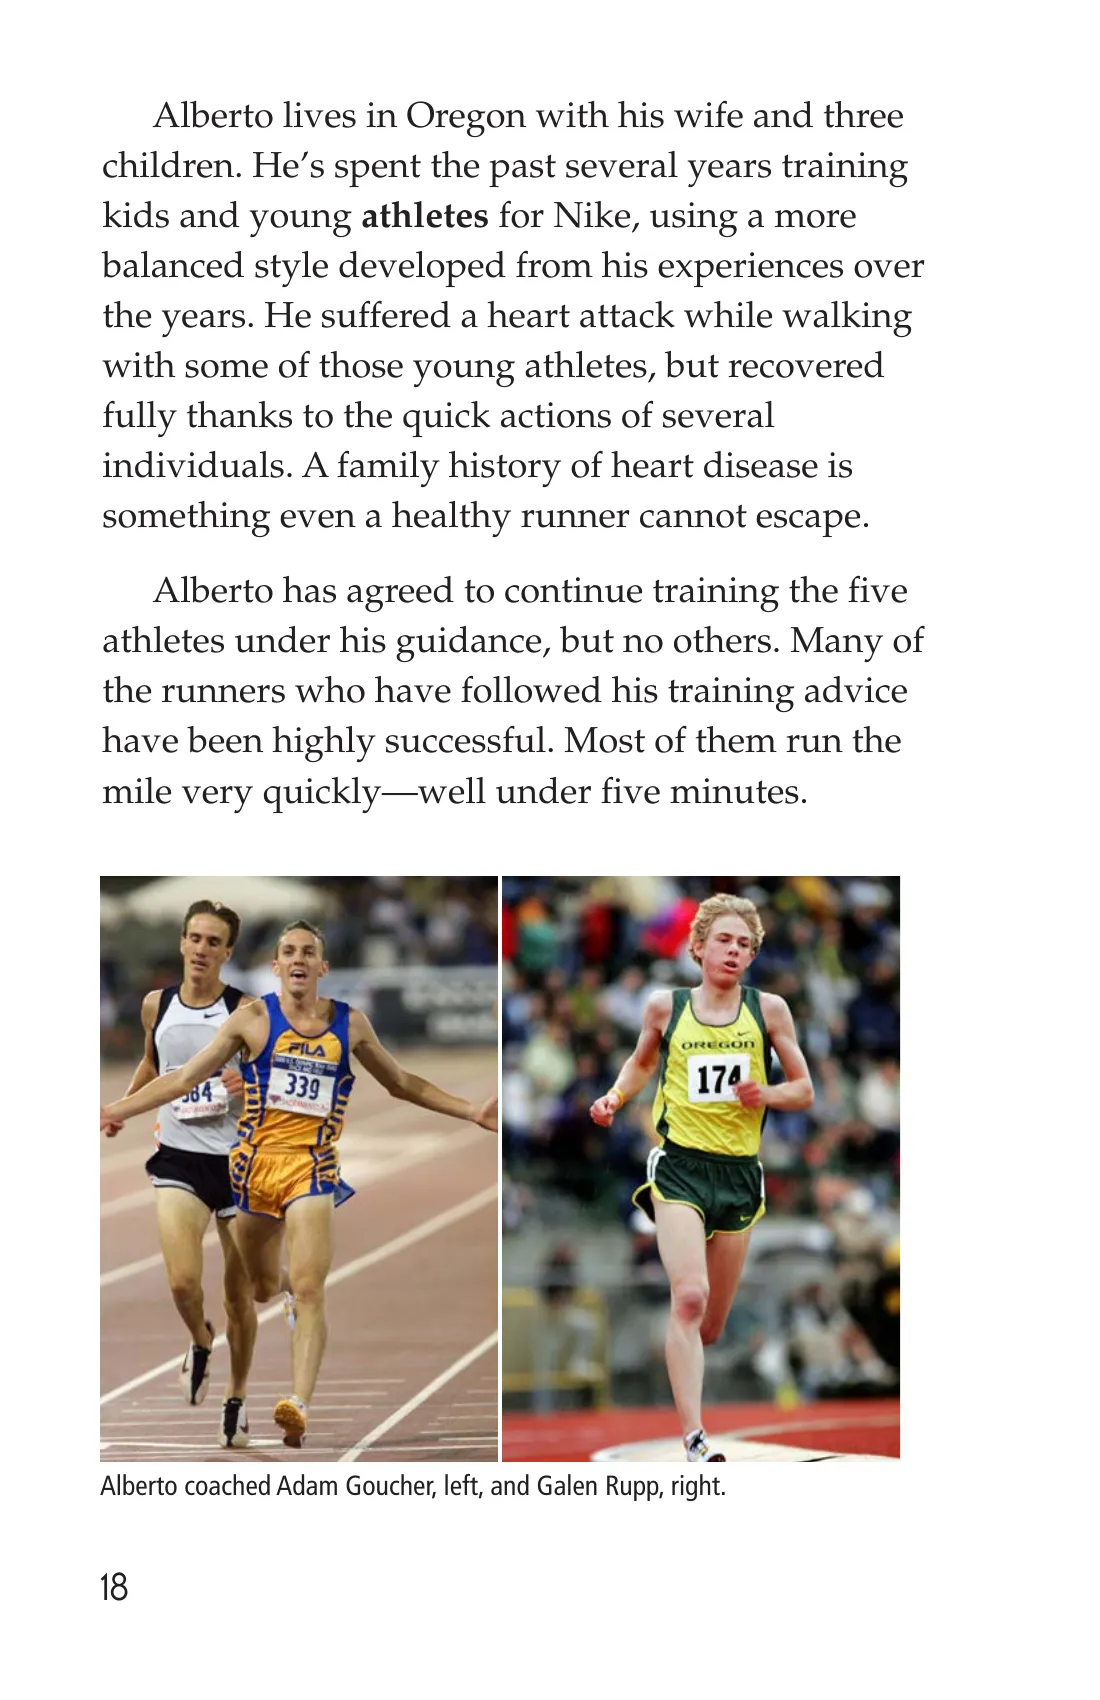 Alberto lives in Oregon with his wife and three
children. He’s spent the past several years training
kids and young athletes for Nike, using a more
balanced style developed from his experiences over
the years. He suffered a heart attack while walking
with some of those young athletes, but recovered
fully thanks to the quick actions of several
individuals. A family history of heart disease is
something even a healthy runner cannot escape.
Alberto has agreed to continue training the five
athletes under his guidance, but no others. Many of
the runners who have followed his training advice
have been highly successful. Most of them run the
mile very quickly—well under five minutes.
FILA
339
SACRAMENTO
384
OREGON
174
Alberto coached Adam Goucher, left, and Galen Rupp, right.
18